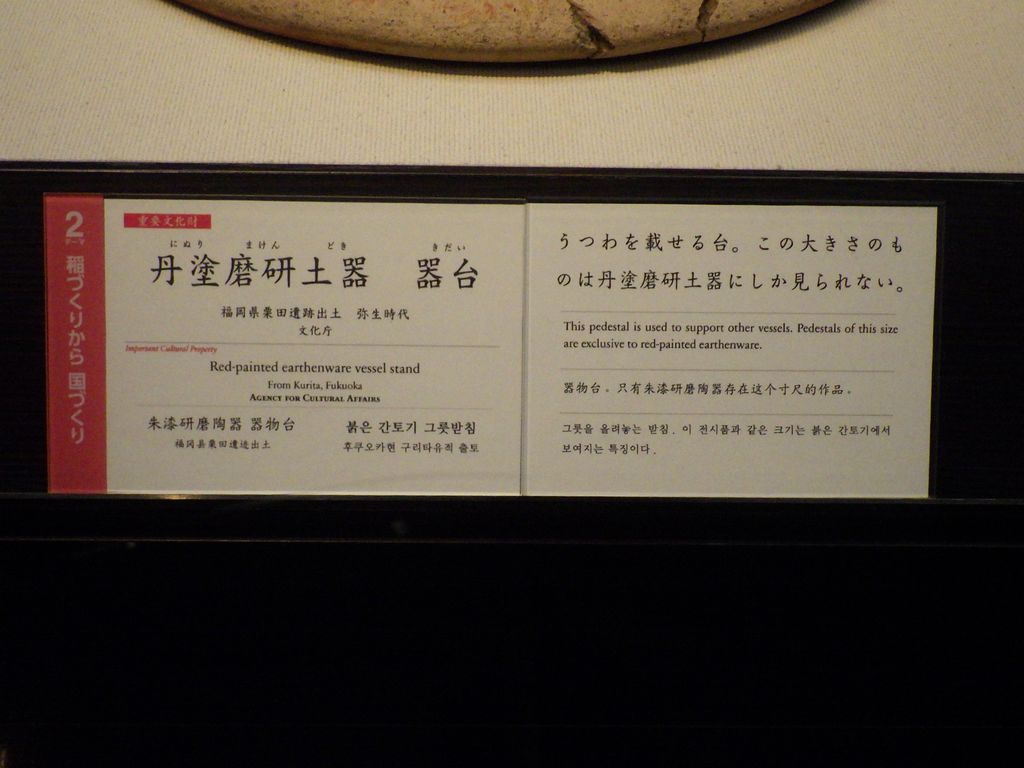 2
テーマ
稲づくりから 国づくり
重要文化財
にぬり まけん どき きだい
丹塗磨研土器 器台
福岡県栗田遺跡出土 弥生時代
文化庁
Important Cultural Property
Red-painted earthenware vessel stand
From Kurita, Fukuoka
AGENCY FOR CULTURAL AFFAIRS
朱漆研磨陶器 器物台
福冈县栗田遗迹出土
붉은 간토기 그릇받침
후쿠오카현 구리타유적 출토
うつわを載せる台。この大きさのも
のは丹塗磨研土器にしか見られない。
This pedestal is used to support other vessels. Pedestals of this size
are exclusive to red-painted earthenware.
器物台。只有朱漆研磨陶器存在这个寸尺的作品。
그릇을 올려놓는 받침. 이 전시품과 같은 크기는 붉은 간토기에서
보여지는 특징이다.